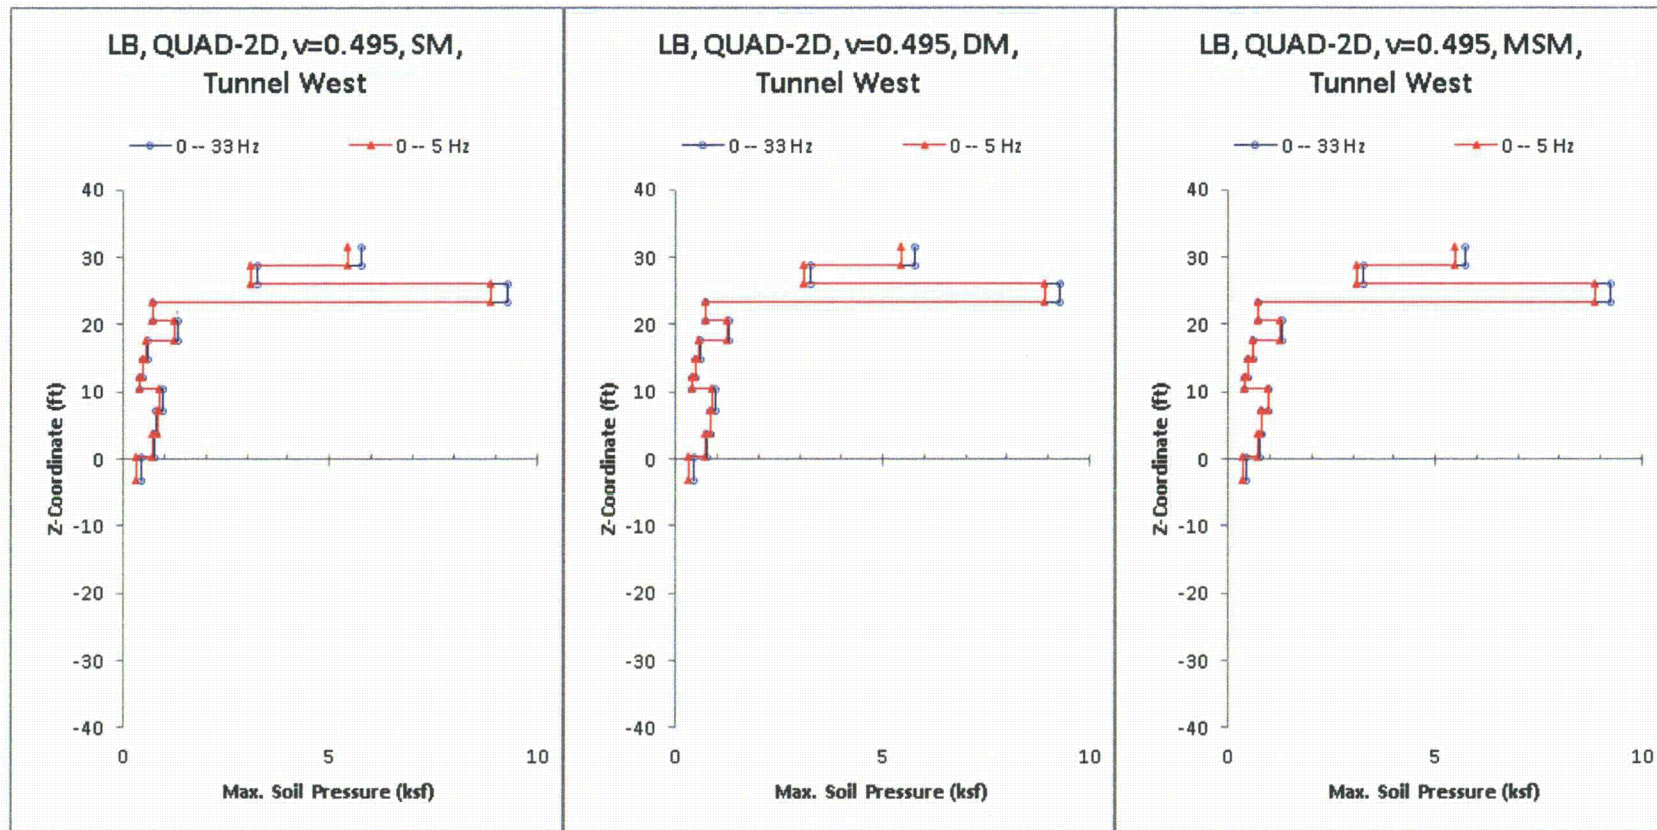 LB, QUAD-2D, v=0.495, SM,
Tunnel West
0 -- 33 Hz
0 -- 5 Hz
40
30
20
10
0
-10
-20
-30
-40
Z-Coordinate (ft)
0
5
10
Max. Soil Pressure (ksf)
LB, QUAD-2D, v=0.495, DM,
Tunnel West
0 -- 33 Hz
0 -- 5 Hz
40
30
20
10
0
-10
-20
-30
-40
Z-Coordinate (ft)
0
5
10
Max. Soil Pressure (ksf)
LB, QUAD-2D, v=0.495, MSM,
Tunnel West
0 -- 33 Hz
0 -- 5 Hz
40
30
20
10
0
-10
-20
-30
-40
Z-Coordinate (ft)
0
5
10
Max. Soil Pressure (ksf)